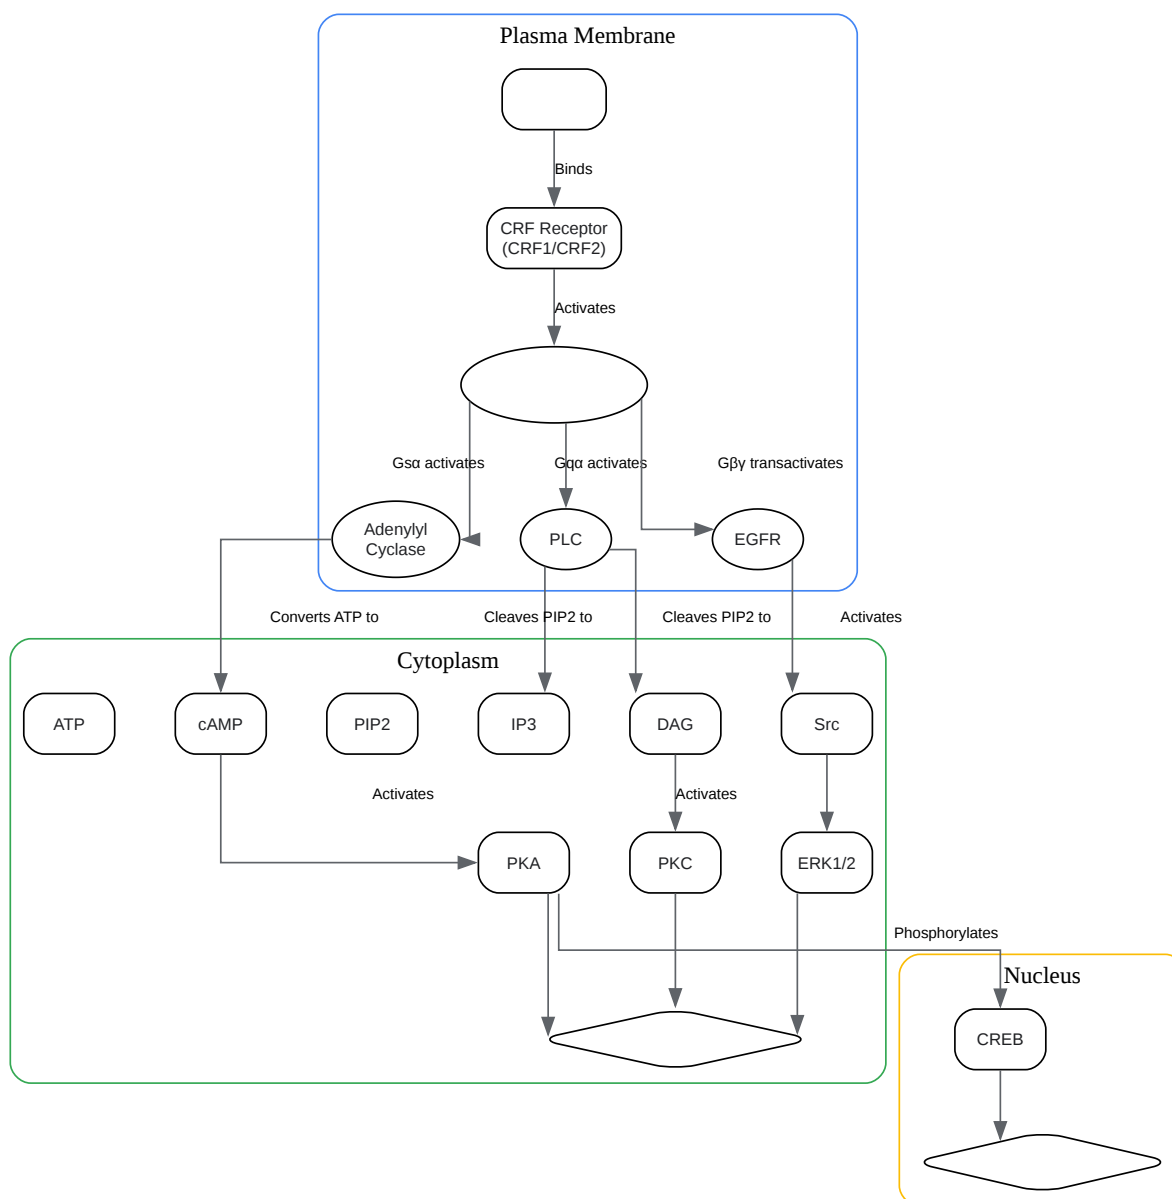 Plasma Membrane
Binds
CRF Receptor
(CRF1/CRF2)
Activates
Gsα activates
Gqα activates
Gβγ transactivates
Adenylyl
Cyclase
PLC
EGFR
Converts ATP to
Cleaves PIP2 to
Cleaves PIP2 to
Activates
Cytoplasm
ATP
cAMP
PIP2
IP3
DAG
Src
Activates
Activates
PKA
PKC
ERK1/2
Phosphorylates
Nucleus
CREB